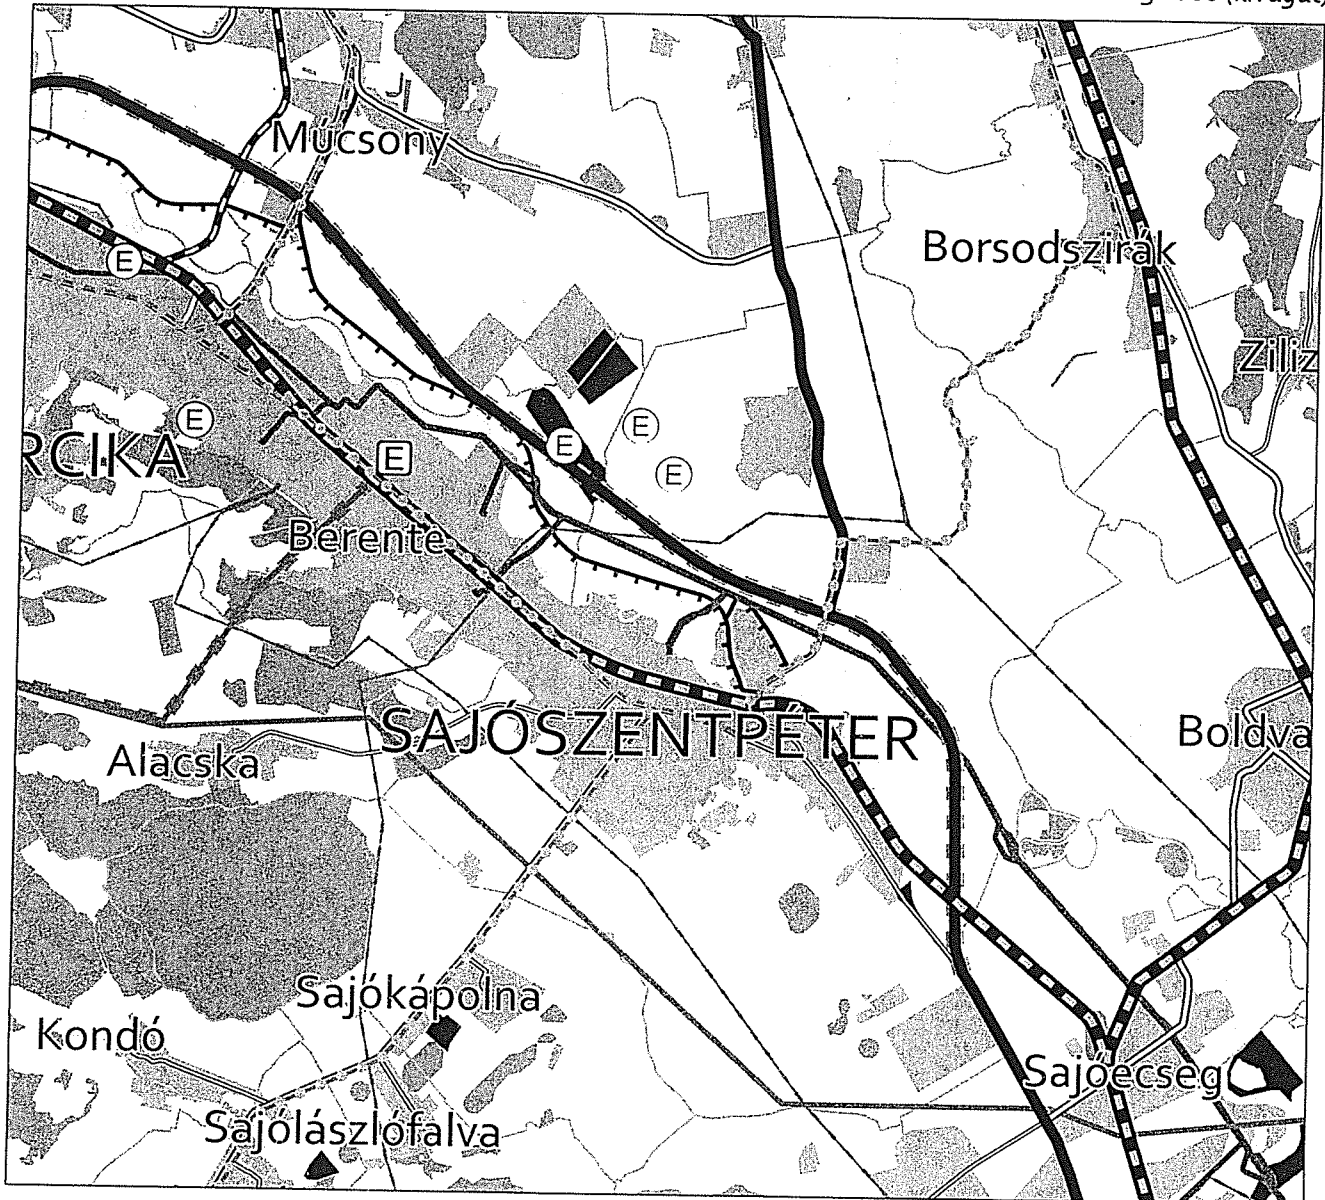 Múcsony
Borsodszirák
E
Ziliz
E
E
E
RCIKA
E
E
Berente
SAJÓSZENTPÉTER
Boldva
Alacska
Sajókápolna
Kondó
Sajóecseg
Sajólászlófalva